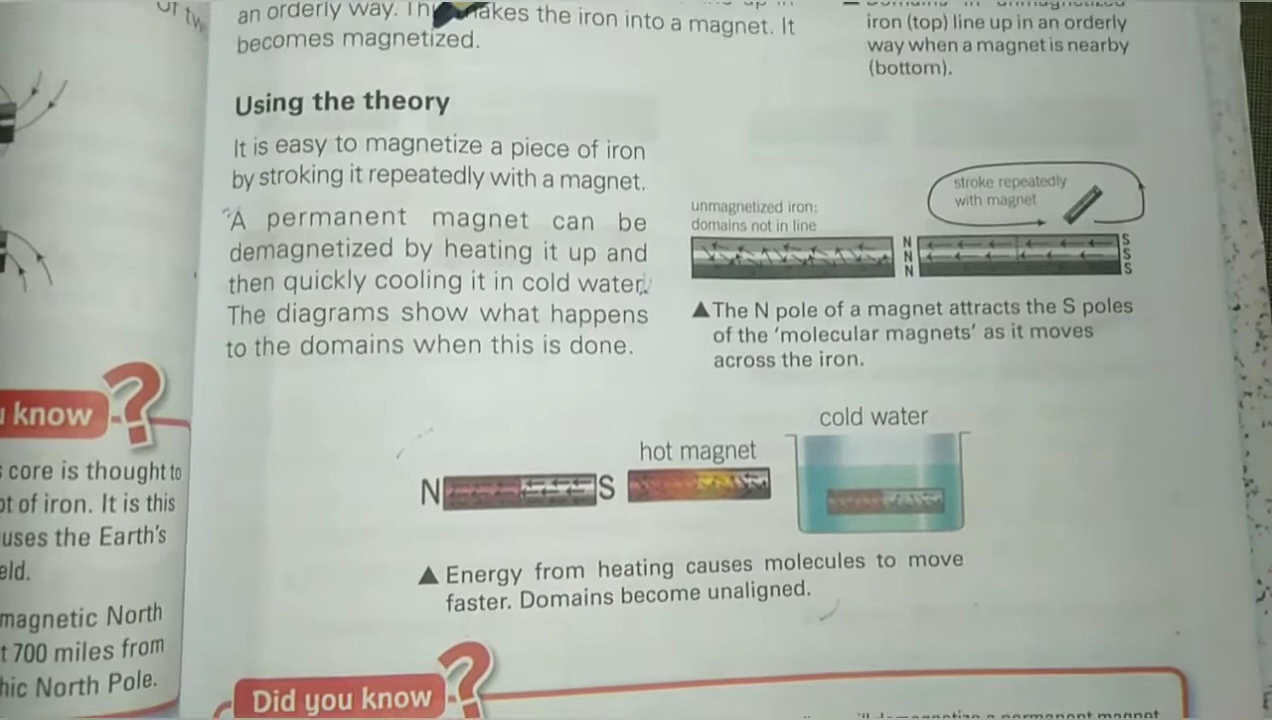 an orderly way. makes the iron into a magnet. It
becomes magnetized.
Using the theory
It is easy to magnetize a piece of iron
by stroking it repeatedly with a magnet.
A permanent magnet can be
demagnetized by heating it up and
then quickly cooling it in cold water.
The diagrams show what happens
to the domains when this is done.
iron (top) line up in an orderly
way when a magnet is nearby
(bottom).
unmagnetized iron:
domains not in line
stroke repeatedly
with magnet
N
N
N
S
S
S
▲ The N pole of a magnet attracts the S poles
of the ‘molecular magnets’ as it moves
across the iron.
N
S
hot magnet
cold water
▲ Energy from heating causes molecules to move
faster. Domains become unaligned.
know
?
core is thought to
of iron. It is this
uses the Earth’s
magnetic North
700 miles from
North Pole.
Did you know
?